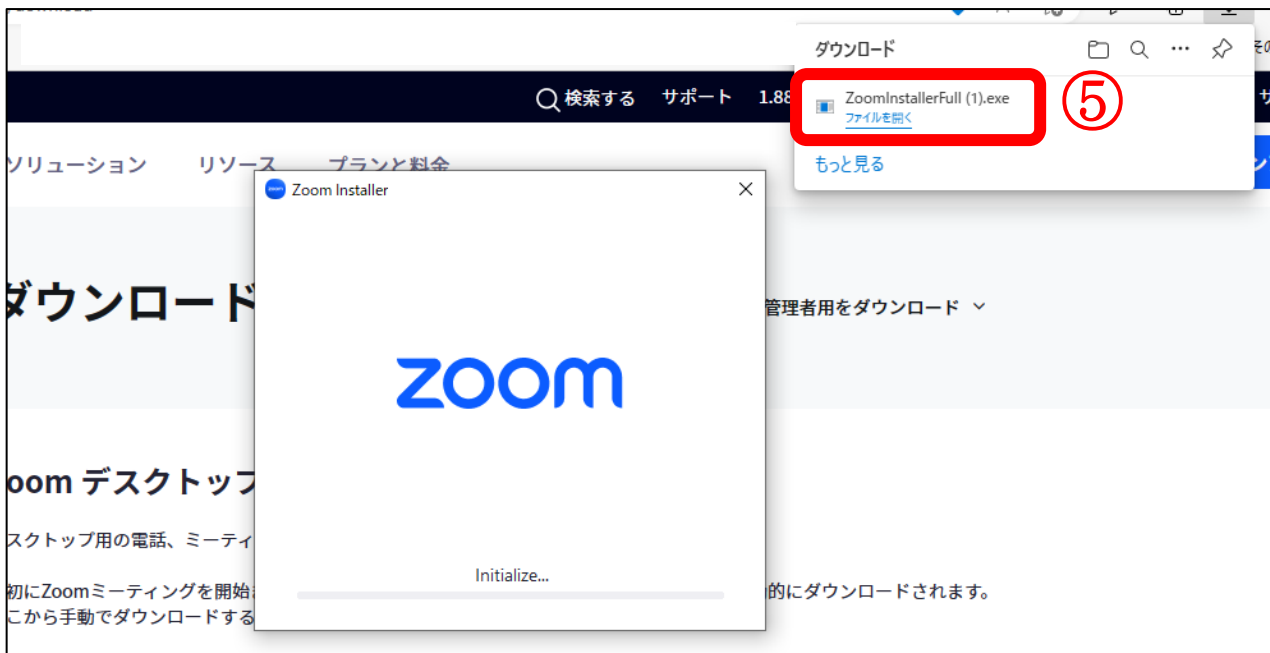 ダウンロード
検索する サポート 1.88
ZoomInstallerFull (1).exe
ファイルを開く
⑤
もっと見る
ソリューション リソース プランと料金
Zoom Installer
ダウンロード
管理者用をダウンロード
zoom
oom デスクトップ
スクトップ用の電話、ミーティ
Initialize...
初にZoomミーティングを開始
的にダウンロードされます。
こから手動でダウンロードする